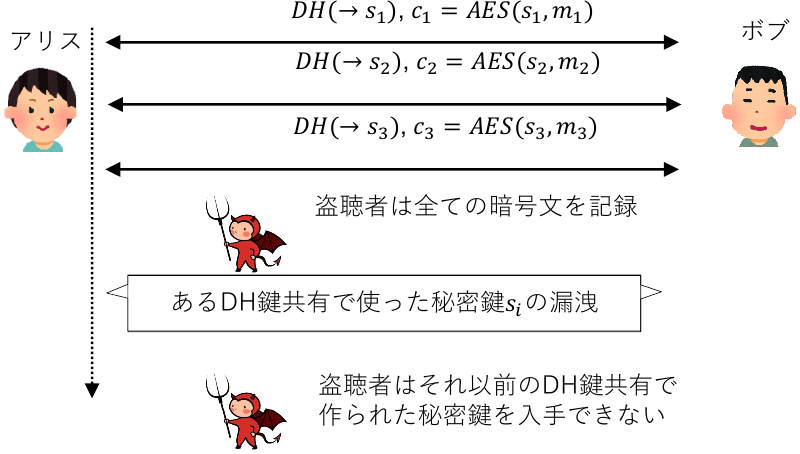 DH(→ s₁), c₁ = AES(s₁, m₁)
アリス
ボブ
DH(→ s₂), c₂ = AES(s₂, m₂)
DH(→ s₃), c₃ = AES(s₃, m₃)
盗聴者は全ての暗号文を記録
あるDH鍵共有で使った秘密鍵sᵢの漏洩
盗聴者はそれ以前のDH鍵共有で
作られた秘密鍵を入手できない